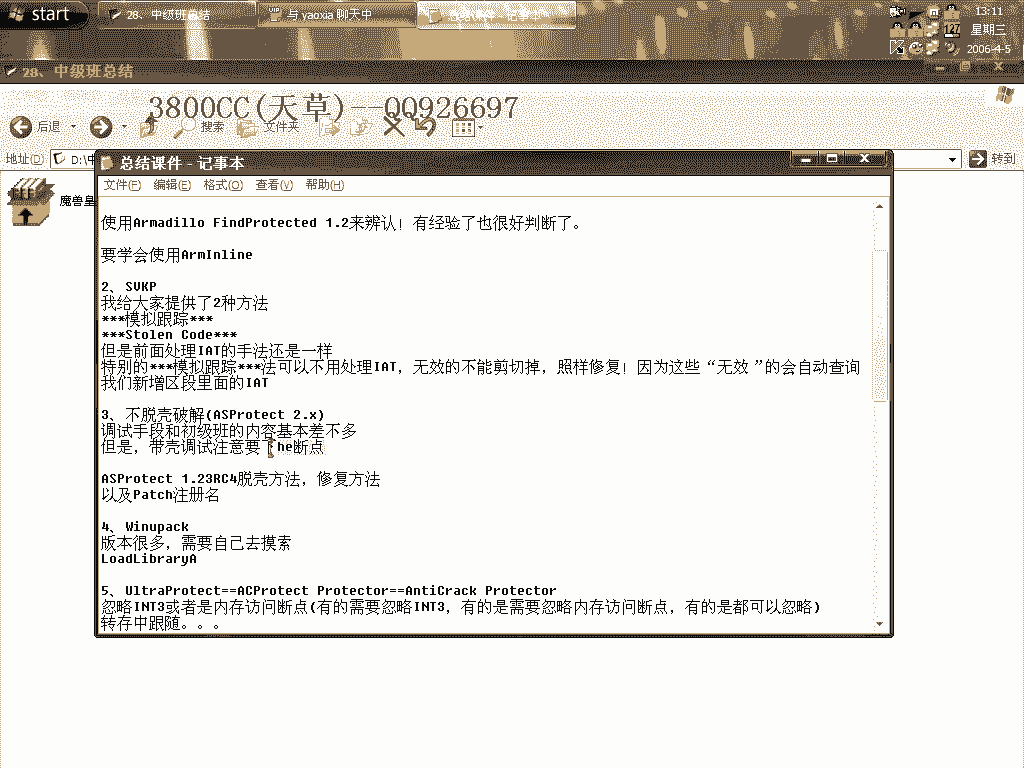 start
28、中级班总结
与 yaoxia 聊天中
总结课件 - 记事本
13:11
星期三
2006-4-5
28、中级班总结
3800CC(天草)--QQ926697
后退
搜索
文件夹
地址(D)
D:\中
转到
魔兽皇
总结课件 - 记事本
文件(F) 编辑(E) 格式(O) 查看(V) 帮助(H)
使用Armadillo FindProtected 1.2来辨认！有经验了也很好判断了。
要学会使用ArmInline
2、SVKP
我给大家提供了2种方法
***模拟跟踪***
***Stolen Code***
但是前面处理IAT的手法还是一样
特别的***模拟跟踪***法可以不用处理IAT，无效的不能剪切掉，照样修复！因为这些“无效 ”的会自动查询
我们新增区段里面的IAT
3、不脱壳破解(ASProtect 2.x)
调试手段和初级班的内容基本差不多
但是，带壳调试注意要下he断点
ASProtect 1.23RC4脱壳方法，修复方法
以及Patch注册名
4、Winupack
版本很多，需要自己去摸索
LoadLibraryA
5、UltraProtect==ACProtect Protector==AntiCrack Protector
忽略INT3或者是内存访问断点(有的需要忽略INT3，有的是需要忽略内存访问断点，有的是都可以忽略)
转存中跟随。。。